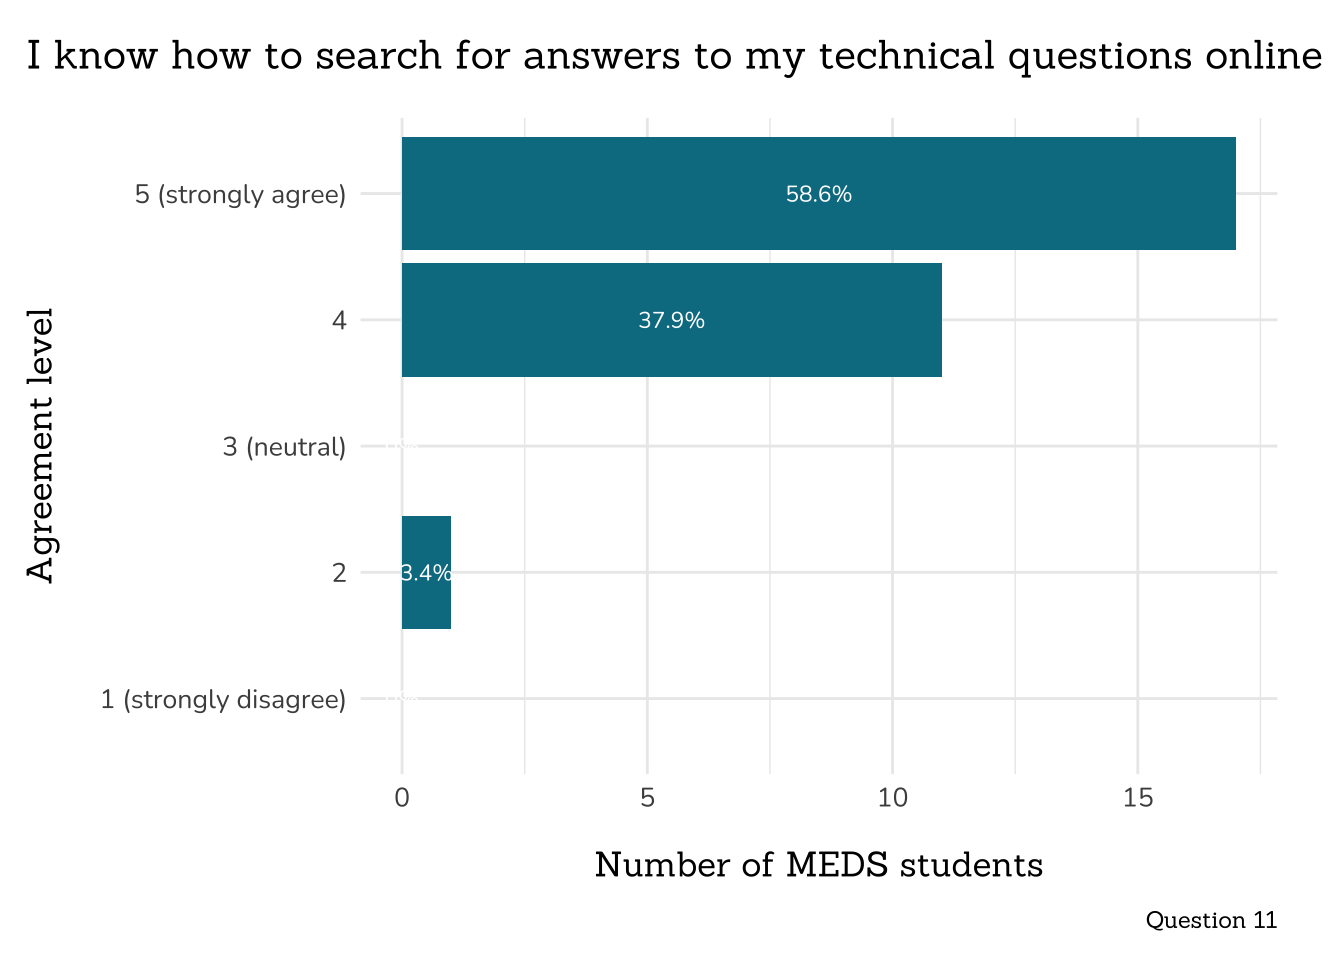 I know how to search for answers to my technical questions online
5 (strongly agree)
58.6%
4
37.9%
3 (neutral)
2
3.4%
1 (strongly disagree)
Agreement level
0 5 10 15
Number of MEDS students
Question 11